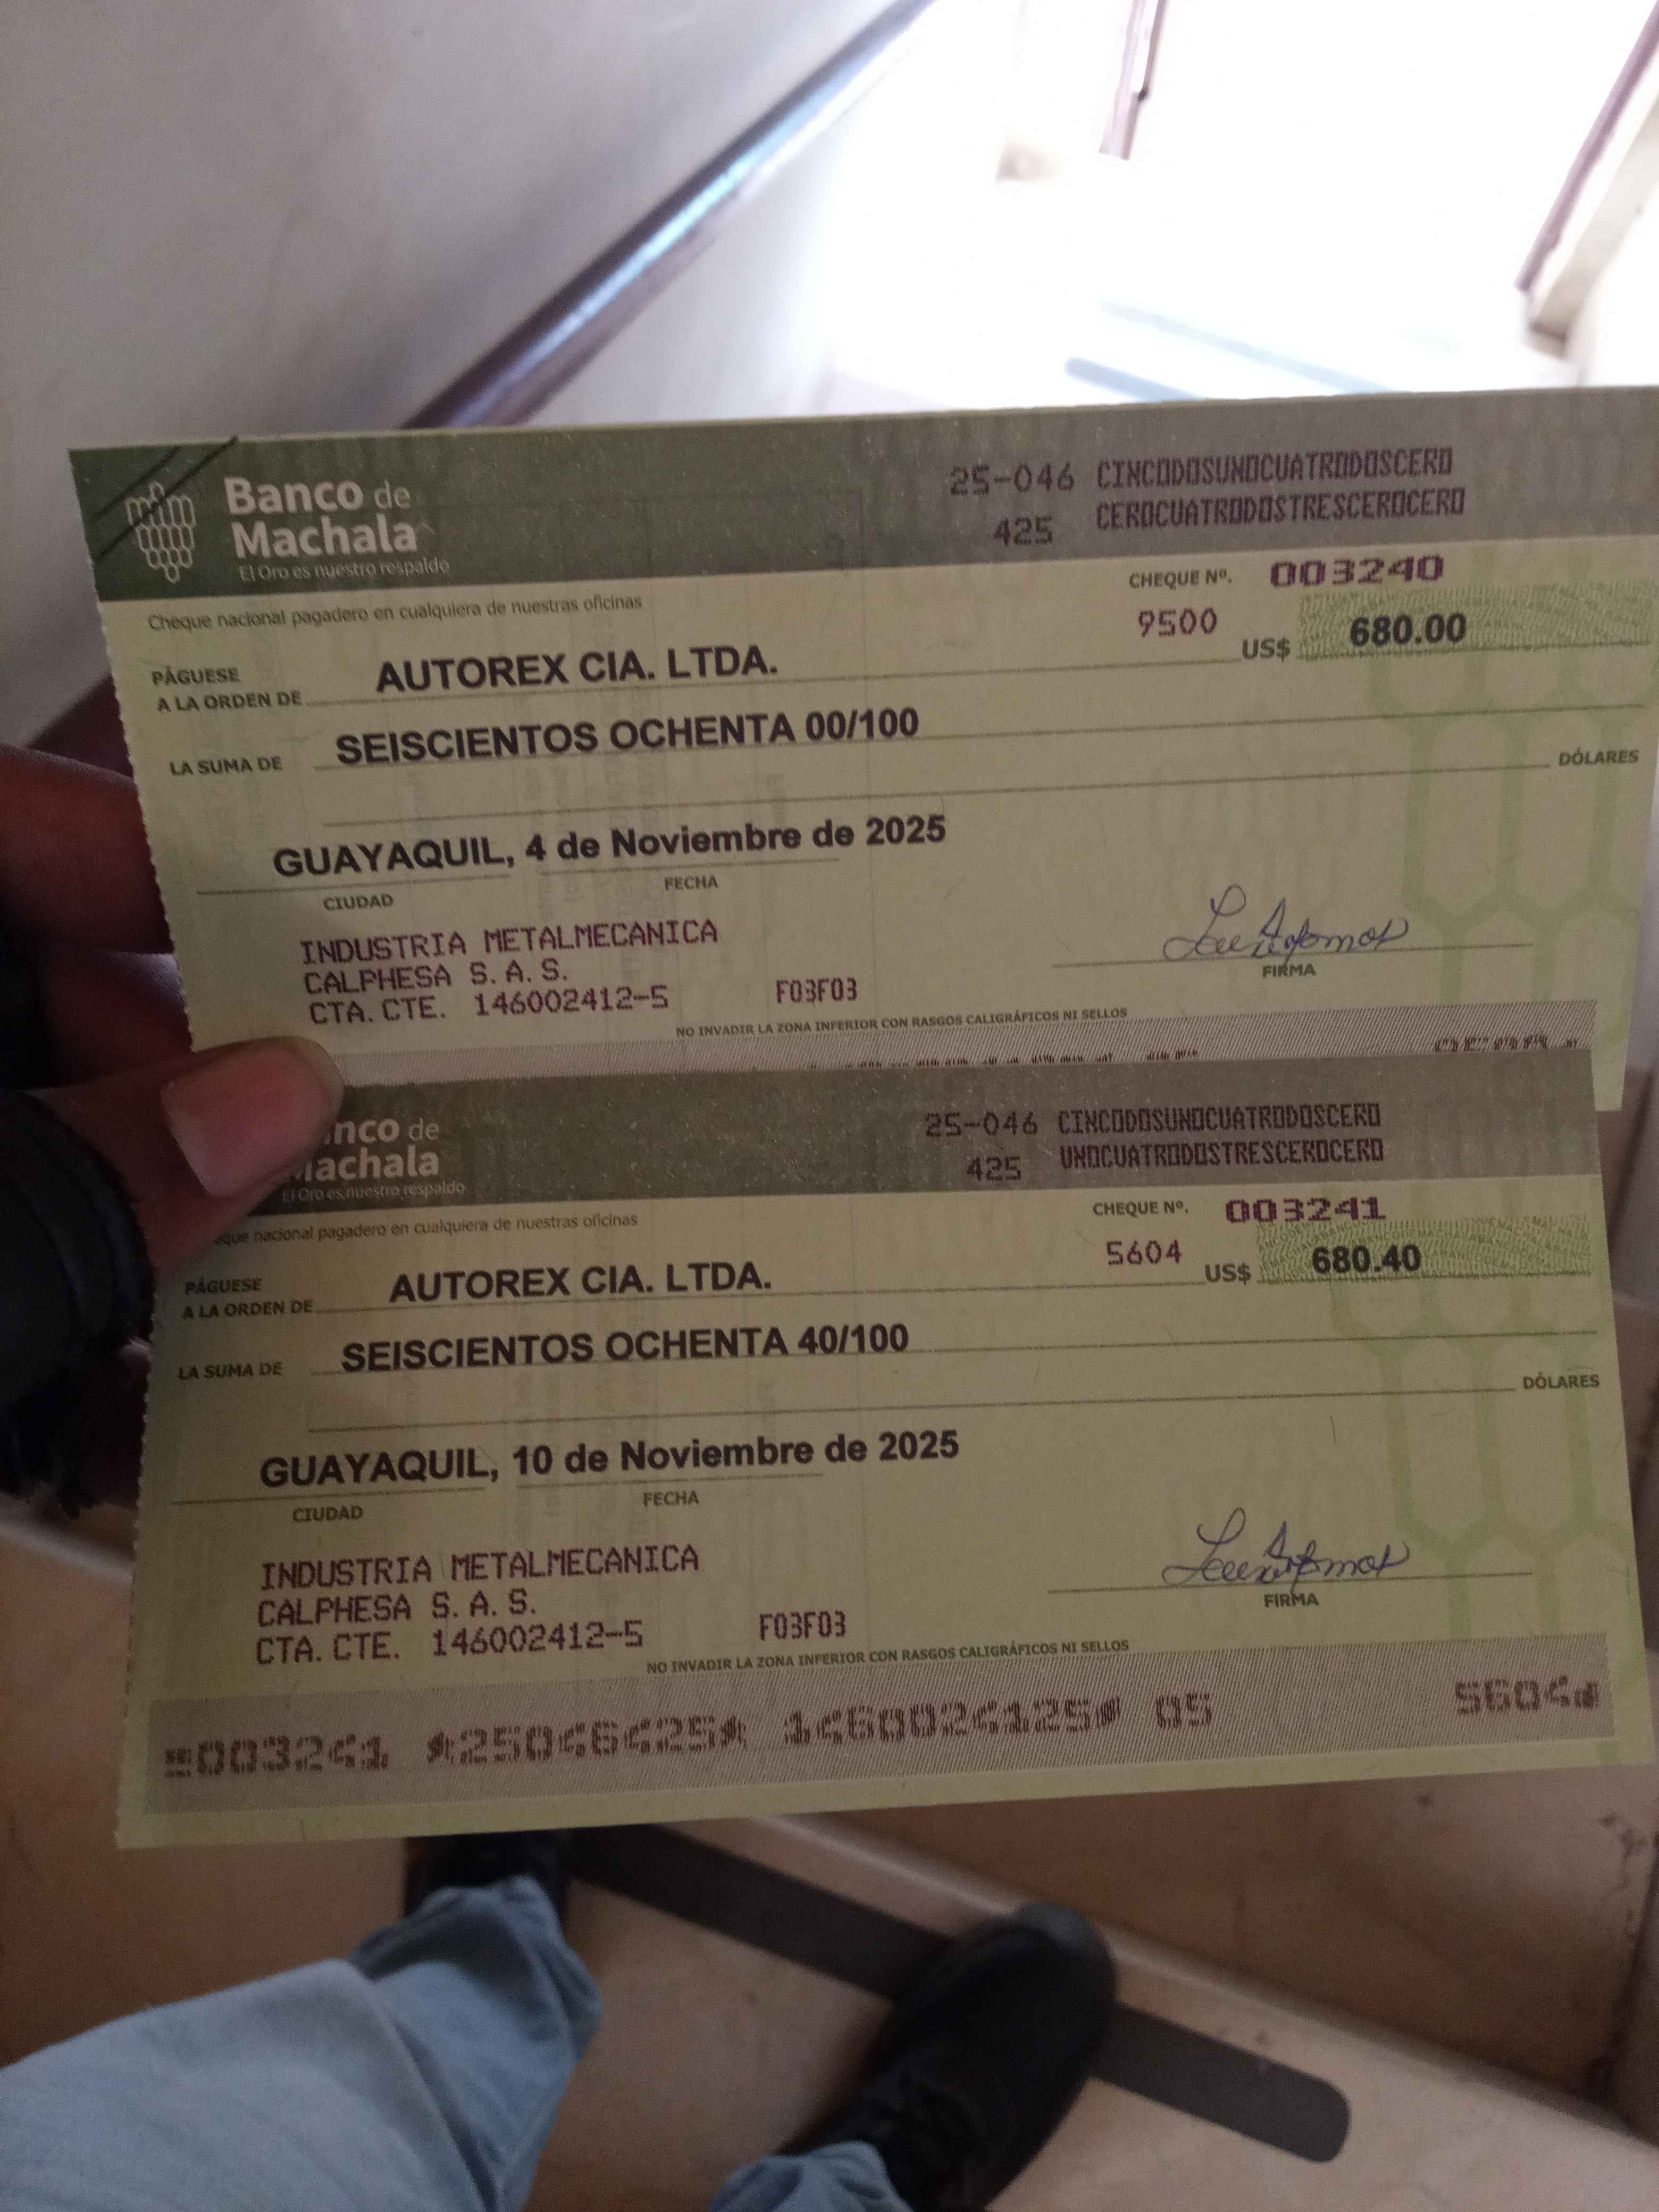 Banco de
Machala
El Oro es nuestro respaldo
25-046 CINCODOSUNOCUATRODOSCERO
425 CEROCUATRODOSTRESCEROCERO
CHEQUE Nº. 003240
Cheque nacional pagadero en cualquiera de nuestras oficinas
9500 US$ 680.00
PÁGUESE
A LA ORDEN DE AUTOREX CIA. LTDA.
LA SUMA DE SEISCIENTOS OCHENTA 00/100
DÓLARES
GUAYAQUIL, 4 de Noviembre de 2025
CIUDAD FECHA
INDUSTRIA METALMECANICA
CALPHESA S.A.S.
CTA. CTE. 146002412-5 F03F03
FIRMA
NO INVADIR LA ZONA INFERIOR CON RASGOS CALIGRÁFICOS NI SELLOS
nco de
achala
El Oro es nuestro respaldo
25-046 CINCODOSUNOCUATRODOSCERO
425 UNOCUATRODOSTRESCEROCERO
CHEQUE Nº. 003241
que nacional pagadero en cualquiera de nuestras oficinas
5604 US$ 680.40
PÁGUESE
A LA ORDEN DE AUTOREX CIA. LTDA.
LA SUMA DE SEISCIENTOS OCHENTA 40/100
DÓLARES
GUAYAQUIL, 10 de Noviembre de 2025
CIUDAD FECHA
INDUSTRIA METALMECANICA
CALPHESA S.A.S.
CTA. CTE. 146002412-5 F03F03
FIRMA
NO INVADIR LA ZONA INFERIOR CON RASGOS CALIGRÁFICOS NI SELLOS
003241 25046425 1460024125 05 5604